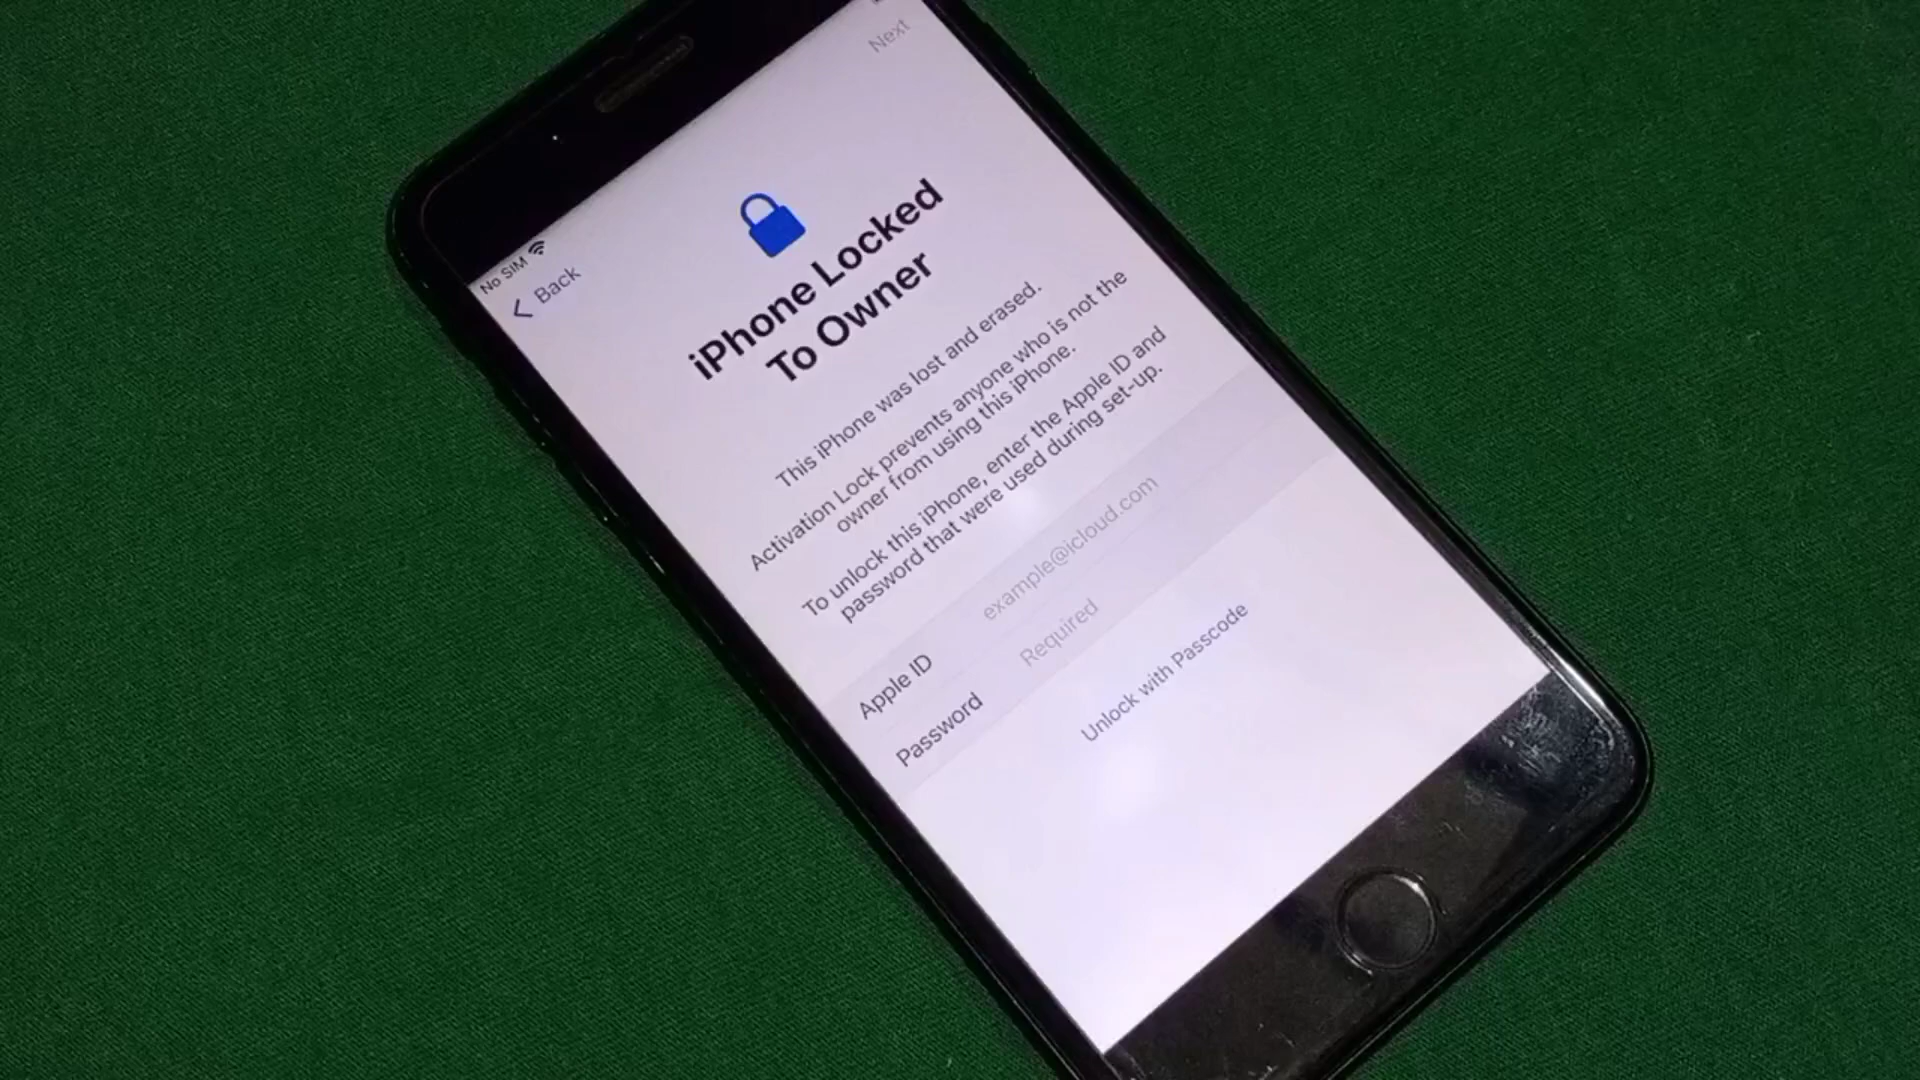 Next
No SIM
Back
iPhone Locked
To Owner
This iPhone was lost and erased.
Activation Lock prevents anyone who is not the
owner from using this iPhone.
To unlock this iPhone, enter the Apple ID and
password that were used during set-up.
Apple ID example@icloud.com
Password Required
Unlock with Passcode